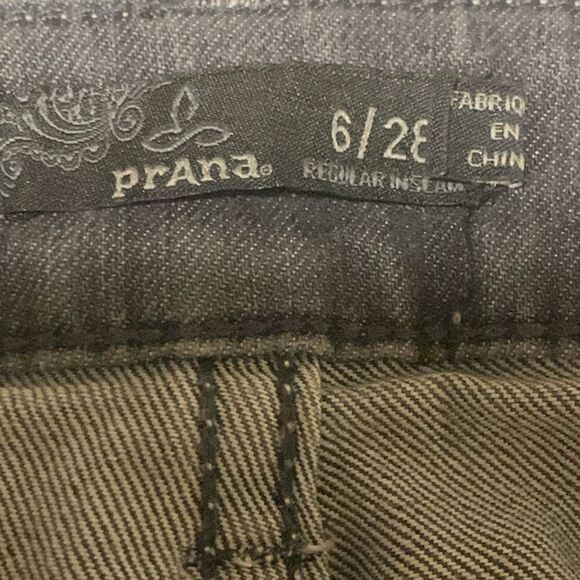 prAna
6/28
REGULAR INSEAM
FABRIQ
EN
CHIN